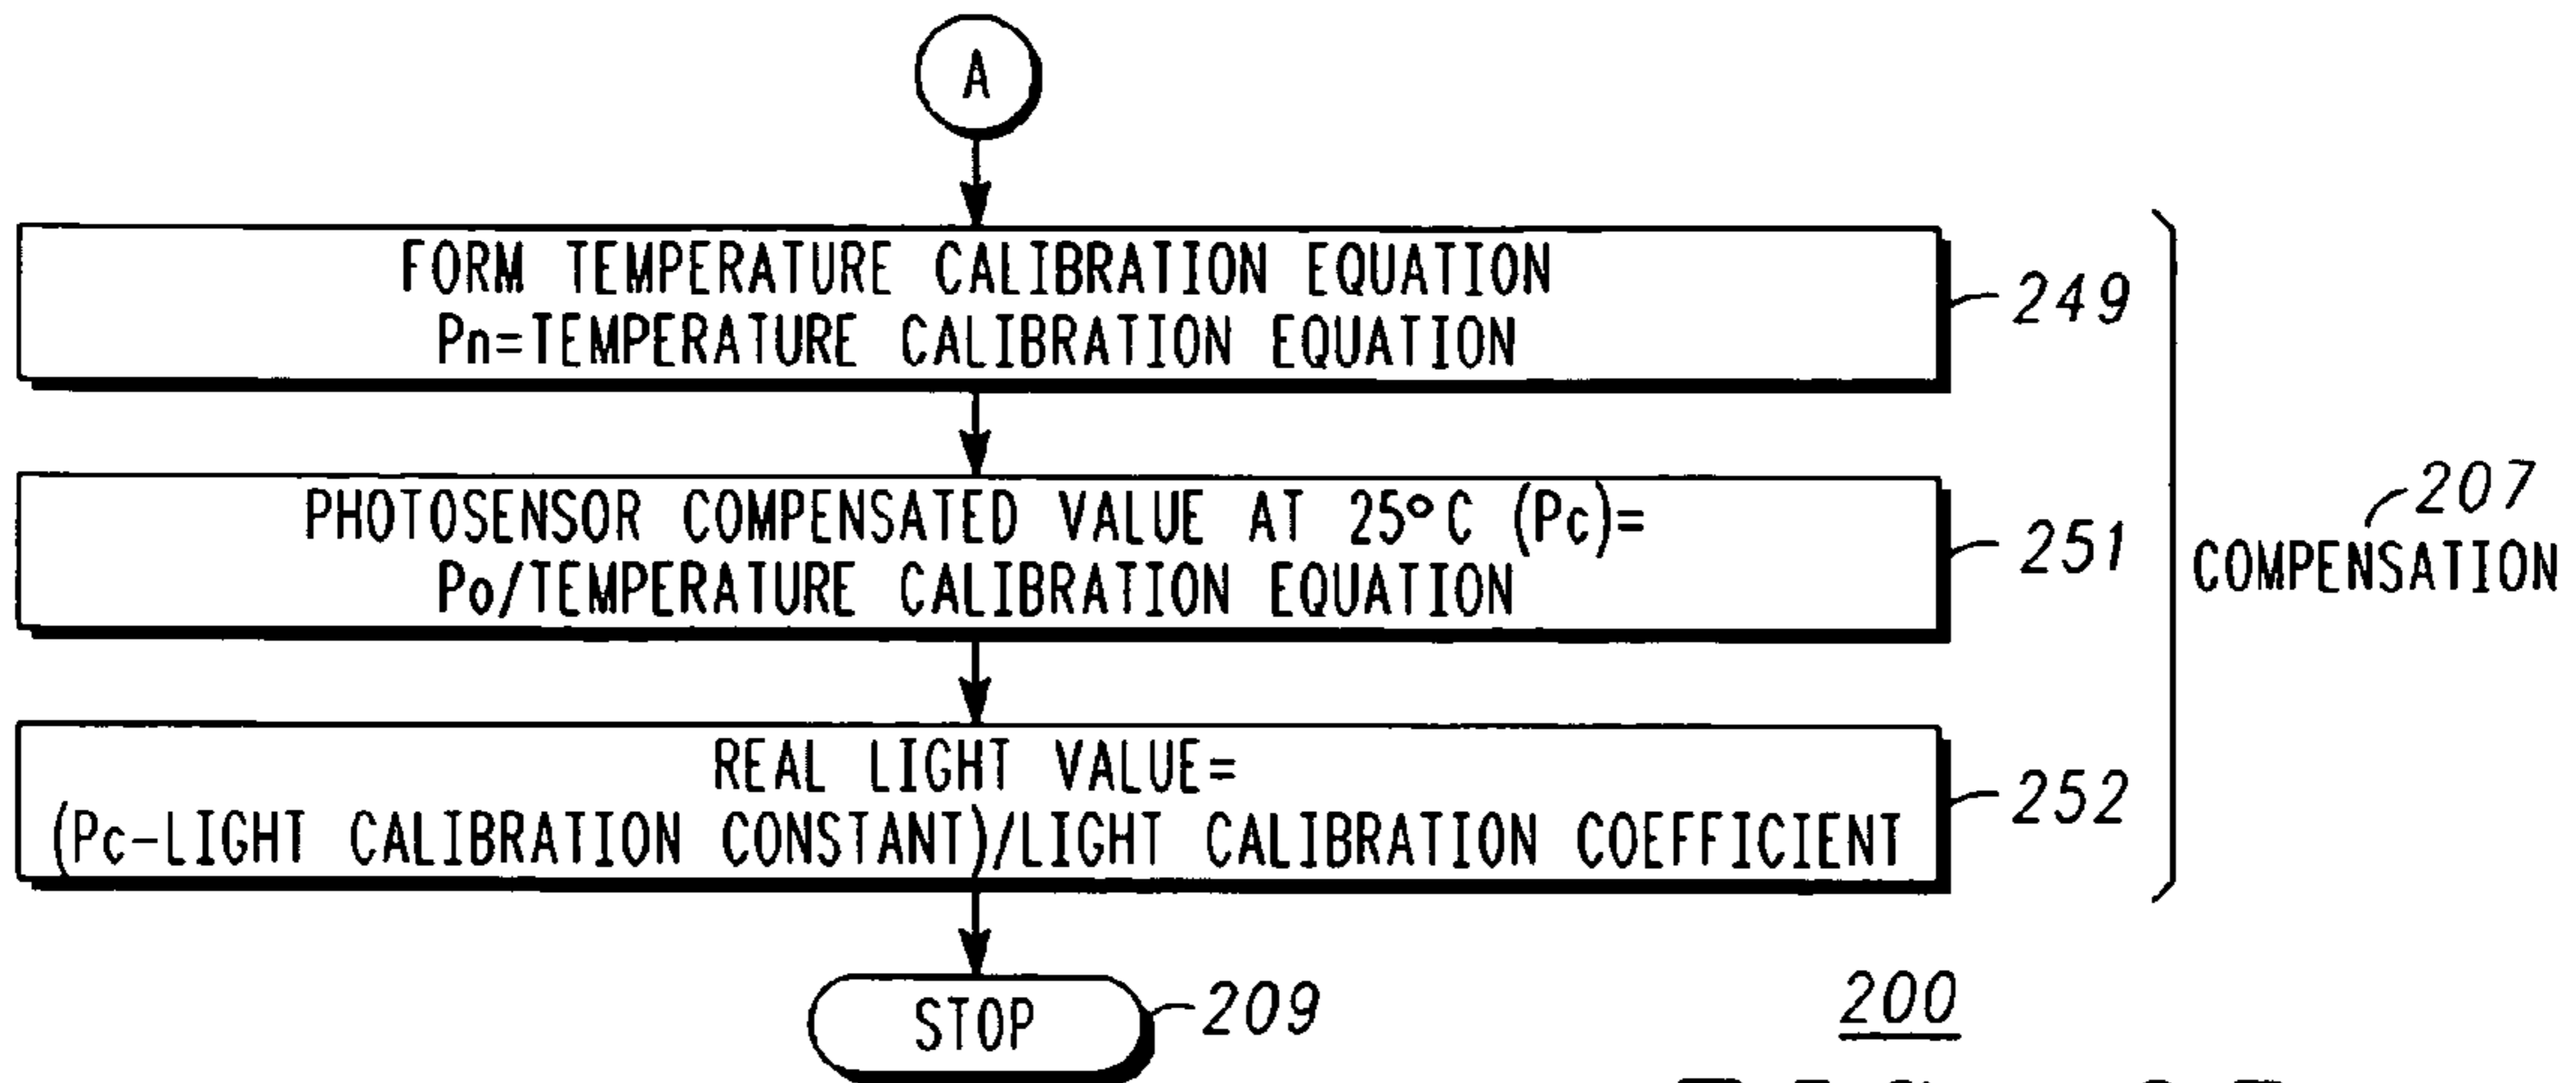 A
FORM TEMPERATURE CALIBRATION EQUATION
Pn=TEMPERATURE CALIBRATION EQUATION
249
PHOTOSENSOR COMPENSATED VALUE AT 25°C (Pc)=
Po/TEMPERATURE CALIBRATION EQUATION
251
207
COMPENSATION
REAL LIGHT VALUE=
(Pc-LIGHT CALIBRATION CONSTANT)/LIGHT CALIBRATION COEFFICIENT
252
STOP
209
200